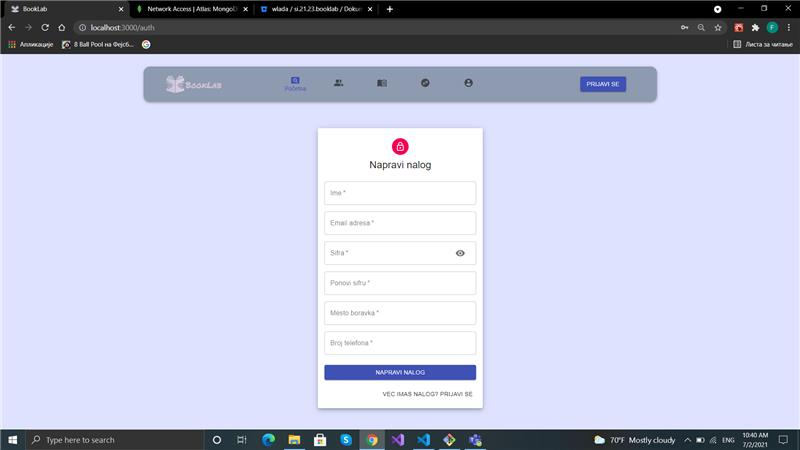 BookLab
Network Access | Atlas: MongoD
wlada / si.21.23.booklab / Dokun
localhost:3000/auth
Апликације
8 Ball Pool на Фејсб...
Листа за читање
BookLab
Početna
PRIJAVI SE
Napravi nalog
Ime *
Email adresa *
Sifra *
Ponovi sifru *
Mesto boravka *
Broj telefona *
NAPRAVI NALOG
VEC IMAS NALOG? PRIJAVI SE
Type here to search
70°F Mostly cloudy
ENG
10:40 AM
7/2/2021